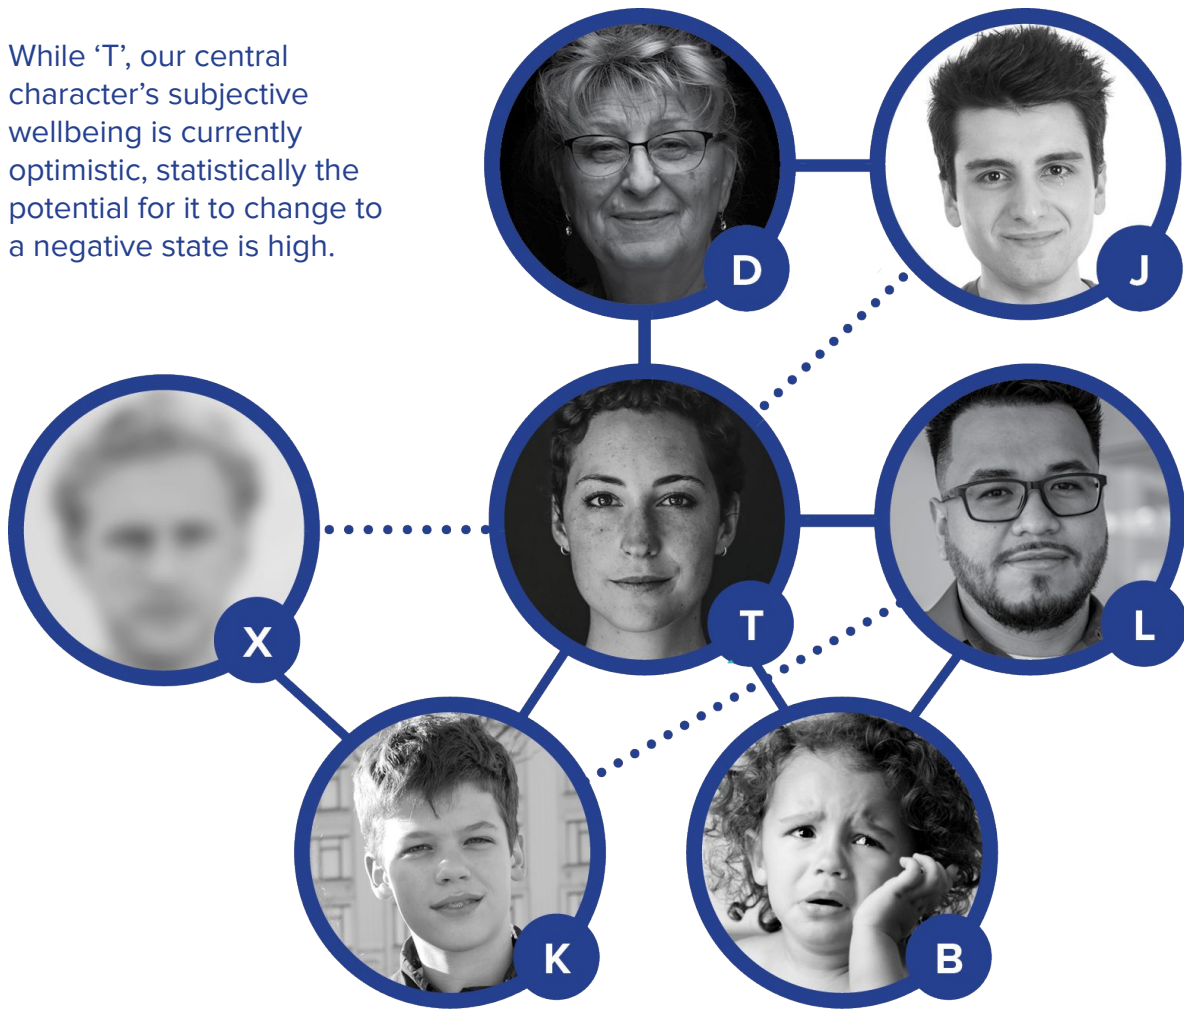 While ‘T’, our central
character’s subjective
wellbeing is currently
optimistic, statistically the
potential for it to change to
a negative state is high.
D
J
X
T
L
K
B